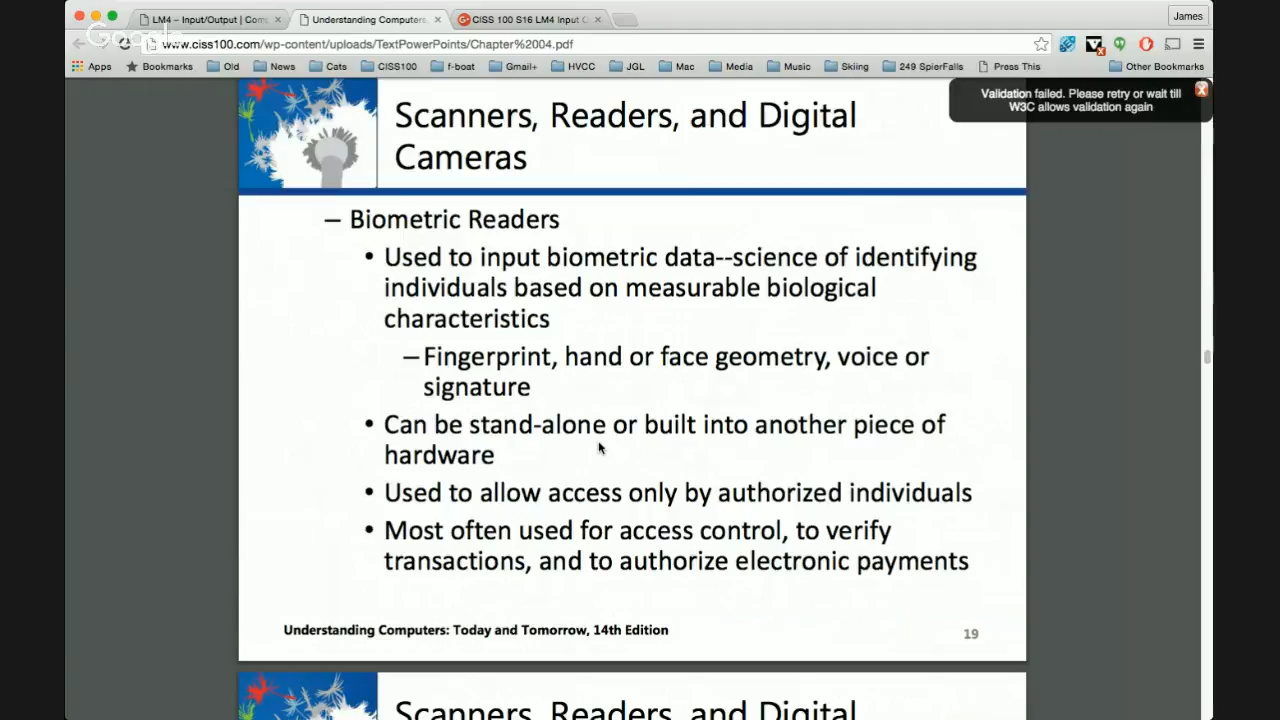 LM4 – Input/Output | Com
Understanding Computers,
CISS 100 S16 LM4 Input
James
Google
www.ciss100.com/wp-content/uploads/TextPowerPoints/Chapter%2004.pdf
Apps Bookmarks Old News Cats CISS100 f-boat Gmail+ HVCC JGL Mac Media Music Skiing 249 SpierFalls Press This Other Bookmarks
Validation failed. Please retry or wait till
W3C allows validation again
Scanners, Readers, and Digital
Cameras
– Biometric Readers
• Used to input biometric data--science of identifying
individuals based on measurable biological
characteristics
–Fingerprint, hand or face geometry, voice or
signature
• Can be stand-alone or built into another piece of
hardware
• Used to allow access only by authorized individuals
• Most often used for access control, to verify
transactions, and to authorize electronic payments
Understanding Computers: Today and Tomorrow, 14th Edition
19
Scanners, Readers, and Digital